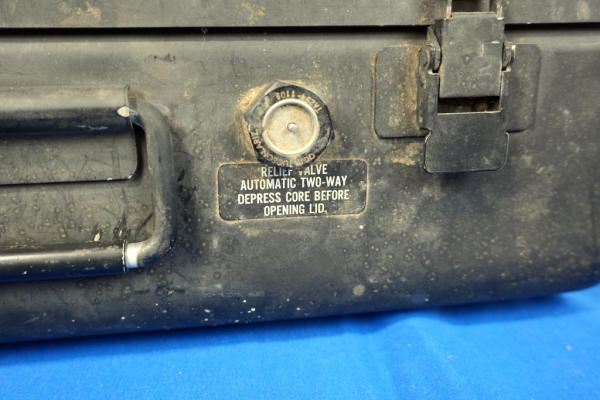 RELIEF VALVE
AUTOMATIC TWO-WAY
DEPRESS CORE BEFORE
OPENING LID.